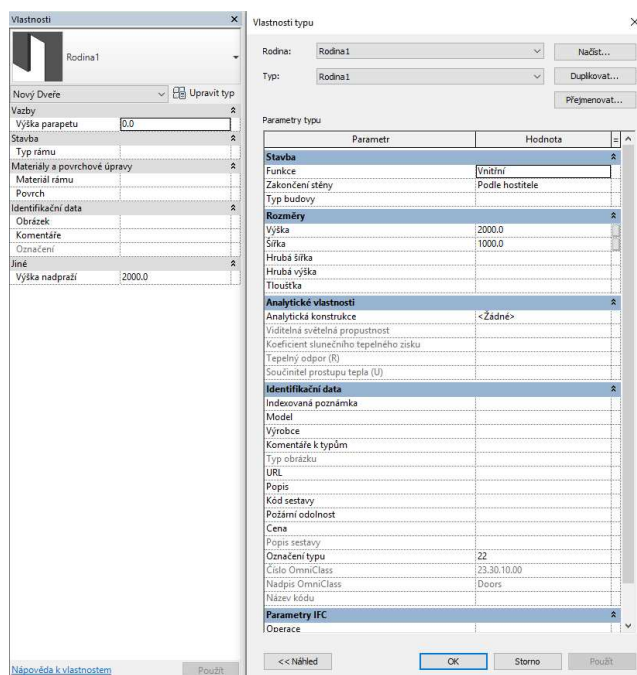 Vlastnosti
Rodina1
Nový Dveře
Upravit typ
Vazby
Výška parapetu 0.0
Stavba
Typ rámu
Materiály a povrchové úpravy
Materiál rámu
Povrch
Identifikační data
Obrázek
Komentáře
Označení
Jiné
Výška nadpraží 2000.0
Nápověda k vlastnostem
Použít
Vlastnosti typu
Rodina: Rodina1 Načíst...
Typ: Rodina1 Duplikovat...
Přejmenovat...
Parametry typu
Parametr Hodnota =
Stavba
Funkce Vnitřní
Zakončení stěny Podle hostitele
Typ budovy
Rozměry
Výška 2000.0
Šířka 1000.0
Hrubá šířka
Hrubá výška
Tloušťka
Analytické vlastnosti
Analytická konstrukce <Žádné>
Viditelná světelná propustnost
Koeficient slunečního tepelného zisku
Tepelný odpor (R)
Součinitel prostupu tepla (U)
Identifikační data
Indexovaná poznámka
Model
Výrobce
Komentáře k typům
Typ obrázku
URL
Popis
Kód sestavy
Požární odolnost
Cena
Popis sestavy
Označení typu 22
Číslo OmniClass 23.30.10.00
Nadpis OmniClass Doors
Název kódu
Parametry IFC
Operace
<< Náhled OK Storno Použít